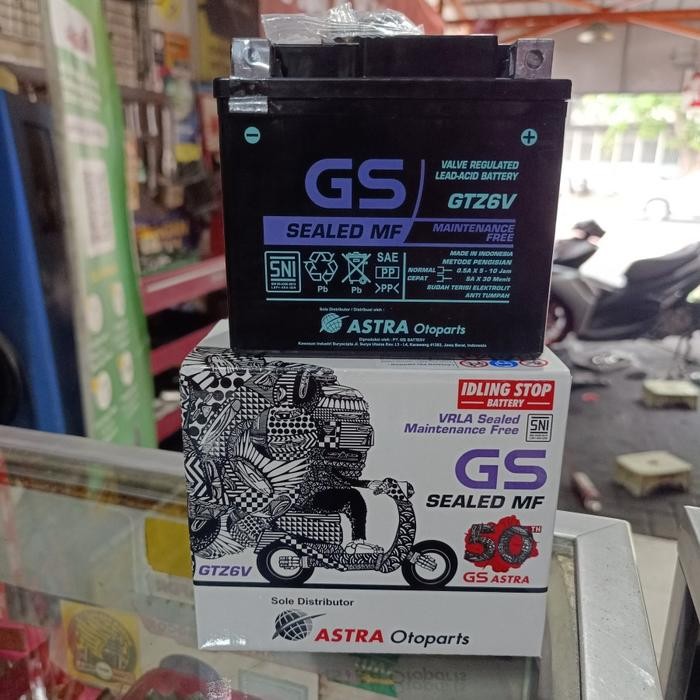 GS
VALVE REGULATED
LEAD-ACID BATTERY
GTZ6V
SEALED MF
MAINTENANCE
FREE
SNI
Pb
Pb
SAE
PP
>PP<
MADE IN INDONESIA
METODE PENGISIAN
NORMAL 0.5A X 5 - 10 Jam
CEPAT 5A X 30 Menit
SUDAH TERISI ELEKTROLIT
ANTI TUMPAH
Sole Distributor / Distribusi oleh :
ASTRA Otoparts
Diproduksi oleh : PT. GS BATTERY
IDLING STOP
BATTERY
VRLA Sealed
Maintenance Free
SNI
GS
SEALED MF
50TH
GS ASTRA
GTZ6V
Sole Distributor
ASTRA Otoparts